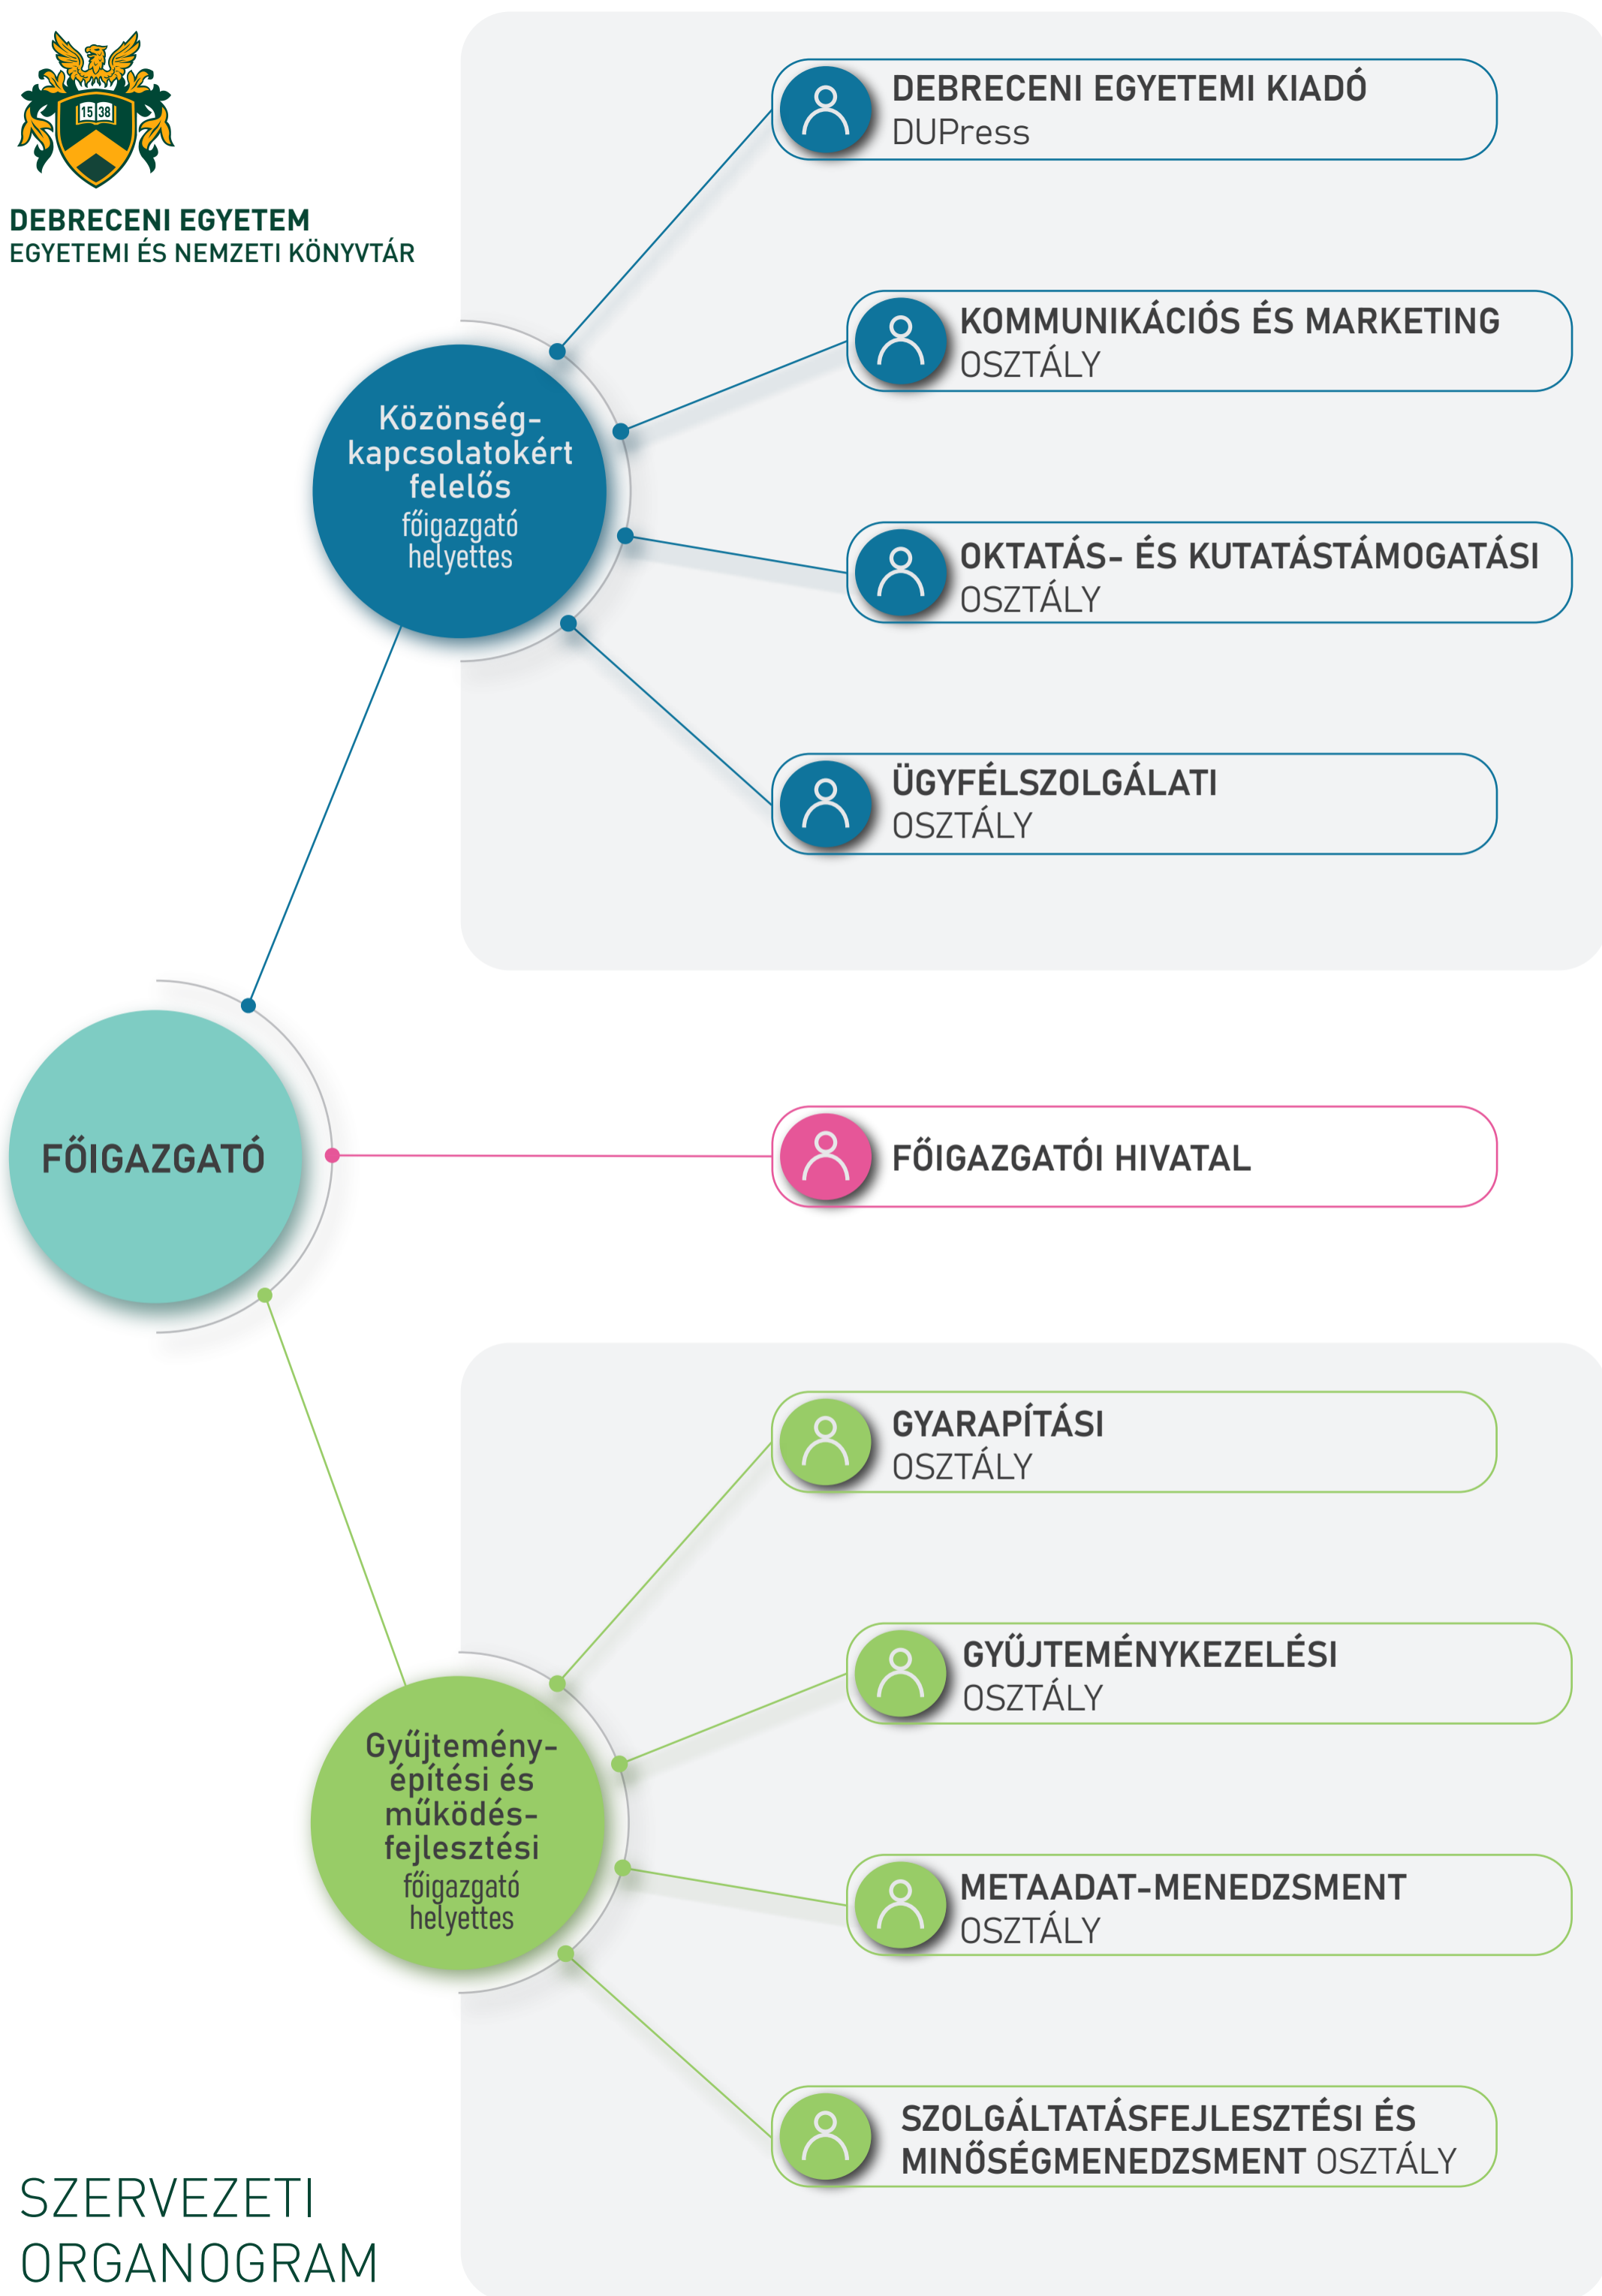 15 38
DEBRECENI EGYETEM
EGYETEMI ÉS NEMZETI KÖNYVTÁR
DEBRECENI EGYETEMI KIADÓ
DUPress
KOMMUNIKÁCIÓS ÉS MARKETING
OSZTÁLY
Közönség-
kapcsolatokért
felelős
főigazgató
helyettes
OKTATÁS- ÉS KUTATÁSTÁMOGATÁSI
OSZTÁLY
ÜGYFÉLSZOLGÁLATI
OSZTÁLY
FŐIGAZGATÓ
FŐIGAZGATÓI HIVATAL
GYARAPÍTÁSI
OSZTÁLY
GYŰJTEMÉNYKEZELÉSI
OSZTÁLY
Gyűjtemény-
építési és
működés-
fejlesztési
főigazgató
helyettes
METAADAT-MENEDZSMENT
OSZTÁLY
SZOLGÁLTATÁSFEJLESZTÉSI ÉS
MINŐSÉGMENEDZSMENT OSZTÁLY
SZERVEZETI
ORGANOGRAM